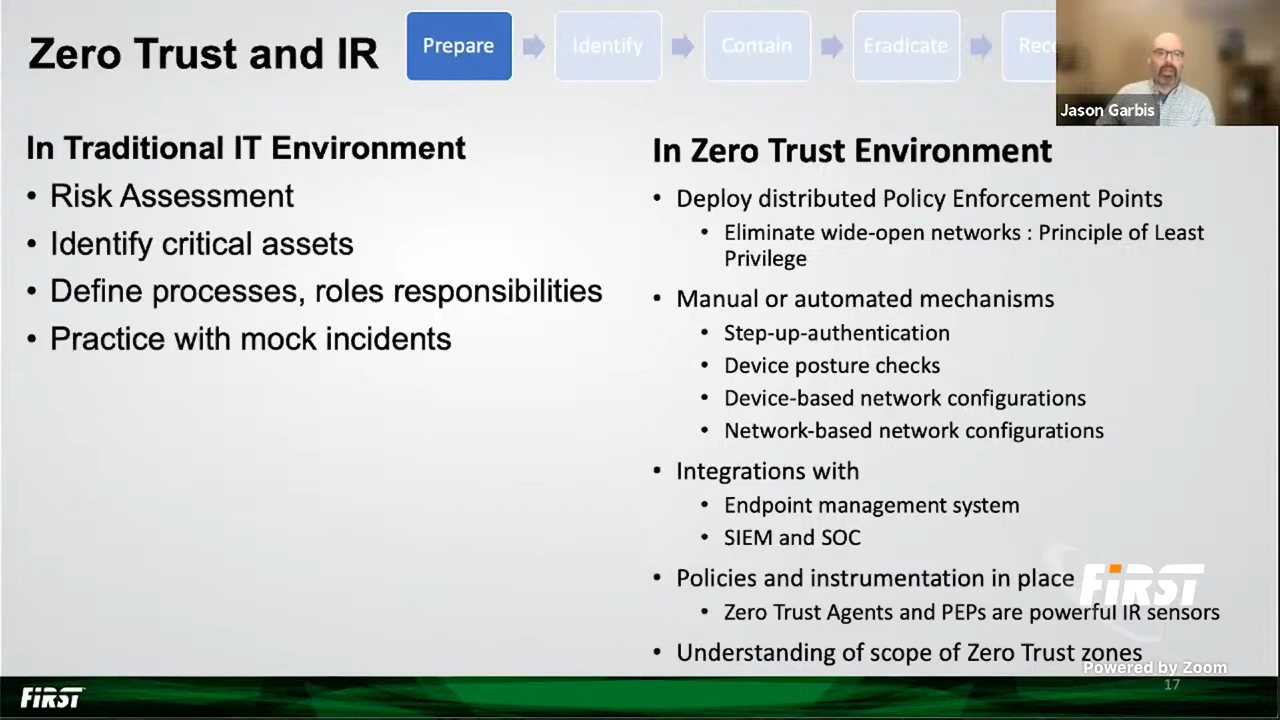 Zero Trust and IR
Prepare
Identify
Contain
Eradicate
Jason Garbis
In Traditional IT Environment
• Risk Assessment
• Identify critical assets
• Define processes, roles responsibilities
• Practice with mock incidents
In Zero Trust Environment
• Deploy distributed Policy Enforcement Points
• Eliminate wide-open networks : Principle of Least
Privilege
• Manual or automated mechanisms
• Step-up-authentication
• Device posture checks
• Device-based network configurations
• Network-based network configurations
• Integrations with
• Endpoint management system
• SIEM and SOC
• Policies and instrumentation in place
• Zero Trust Agents and PEPs are powerful IR sensors
• Understanding of scope of Zero Trust zones
FiRST
Powered by Zoom
17
FiRST